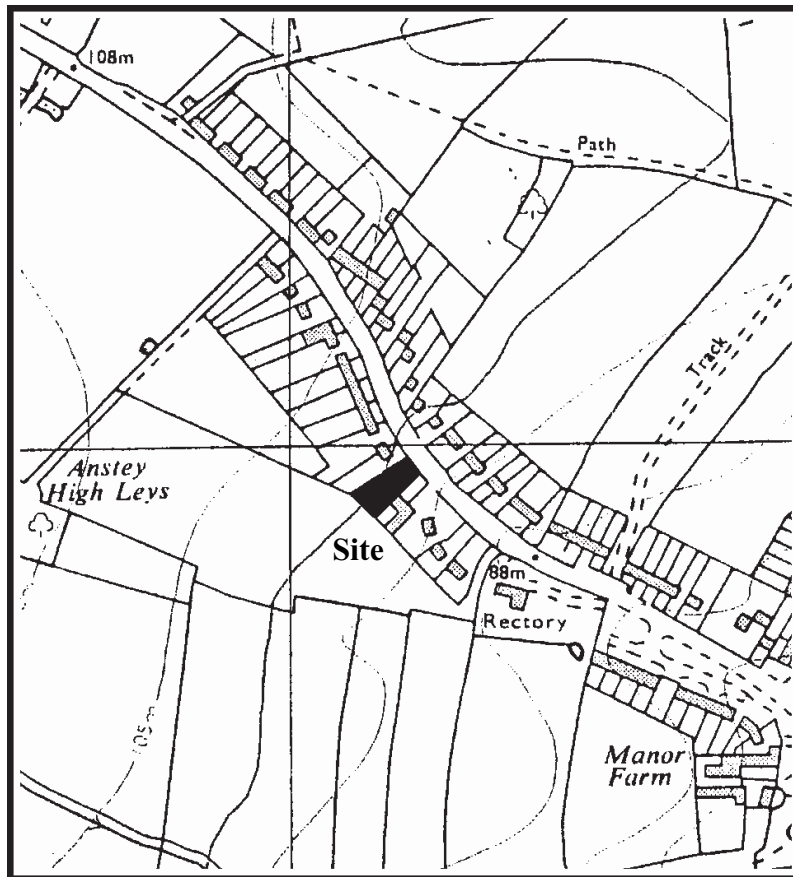 108m
Path
Track
Anstey
High Leys
Site
88m
Rectory
105m
Manor
Farm